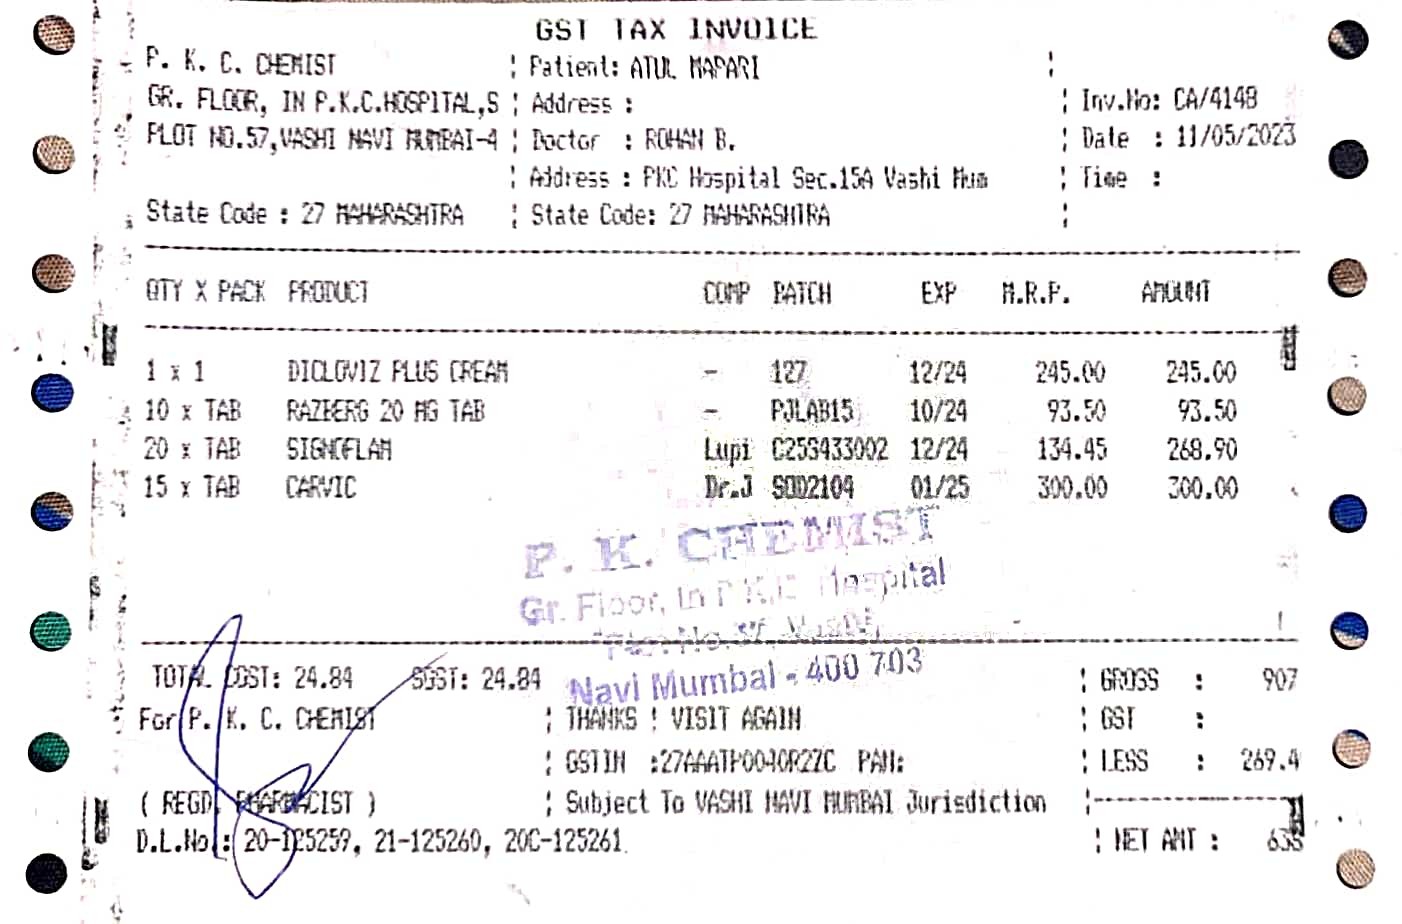 GST TAX INVOICE
P. K. C. CHEMIST ¦ Patient: ATUL MAPARI ¦
GR. FLOOR, IN P.K.C.HOSPITAL,S ¦ Address : ¦ Inv.No: CA/4148
PLOT NO.57,VASHI NAVI MUMBAI-4 ¦ Doctor : ROHAN B. ¦ Date : 11/05/2023
¦ Address : PKC Hospital Sec.15A Vashi Mum ¦ Time :
State Code : 27 MAHARASHTRA ¦ State Code: 27 MAHARASHTRA ¦
QTY X PACK PRODUCT COMP BATCH EXP M.R.P. AMOUNT
1 x 1 DICLOVIZ PLUS CREAM - 127 12/24 245.00 245.00
10 x TAB RAZBERG 20 MG TAB - PJLAB15 10/24 93.50 93.50
20 x TAB SIGNOFLAM Lupi C25S433002 12/24 134.45 268.90
15 x TAB CARVIC Dr.J SOD2104 01/25 300.00 300.00
P. K. CHEMIST
Gr. Floor, In P.K.C. Hospital
Plot No. 57, Vashi,
Navi Mumbai - 400 703
TOTAL CGST: 24.84 SGST: 24.84 ¦ GROSS : 907
For P. K. C. CHEMIST ¦ THANKS ! VISIT AGAIN ¦ GST :
¦ GSTIN : PAN: ¦ LESS : 269.4
( REGD. PHARMACIST ) ¦ Subject To VASHI NAVI MUMBAI Jurisdiction
D.L.No.: 20-125259, 21-125260, 20C-125261 ¦ NET AMT : 638